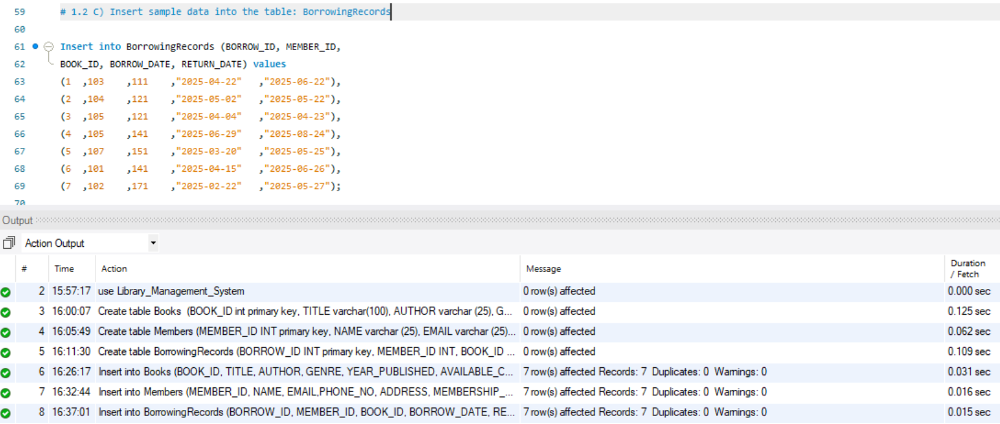 59 # 1.2 C) Insert sample data into the table: BorrowingRecords
60
61 Insert into BorrowingRecords (BORROW_ID, MEMBER_ID,
62 BOOK_ID, BORROW_DATE, RETURN_DATE) values
63 (1 ,103 ,111 ,"2025-04-22" ,"2025-06-22"),
64 (2 ,104 ,121 ,"2025-05-02" ,"2025-05-22"),
65 (3 ,105 ,121 ,"2025-04-04" ,"2025-04-23"),
66 (4 ,105 ,141 ,"2025-06-29" ,"2025-08-24"),
67 (5 ,107 ,151 ,"2025-03-20" ,"2025-05-25"),
68 (6 ,101 ,141 ,"2025-04-15" ,"2025-06-26"),
69 (7 ,102 ,171 ,"2025-02-22" ,"2025-05-27");
70
Output
Action Output
# Time Action Message Duration / Fetch
2 15:57:17 use Library_Management_System 0 row(s) affected 0.000 sec
3 16:00:07 Create table Books (BOOK_ID int primary key, TITLE varchar(100), AUTHOR varchar (25), G... 0 row(s) affected 0.125 sec
4 16:05:49 Create table Members (MEMBER_ID INT primary key, NAME varchar (25), EMAIL varchar (25)... 0 row(s) affected 0.062 sec
5 16:11:30 Create table BorrowingRecords (BORROW_ID INT primary key, MEMBER_ID INT, BOOK_ID ... 0 row(s) affected 0.109 sec
6 16:26:17 Insert into Books (BOOK_ID, TITLE, AUTHOR, GENRE, YEAR_PUBLISHED, AVAILABLE_C... 7 row(s) affected Records: 7 Duplicates: 0 Warnings: 0 0.031 sec
7 16:32:44 Insert into Members (MEMBER_ID, NAME, EMAIL,PHONE_NO, ADDRESS, MEMBERSHIP_... 7 row(s) affected Records: 7 Duplicates: 0 Warnings: 0 0.016 sec
8 16:37:01 Insert into BorrowingRecords (BORROW_ID, MEMBER_ID, BOOK_ID, BORROW_DATE, RE... 7 row(s) affected Records: 7 Duplicates: 0 Warnings: 0 0.015 sec